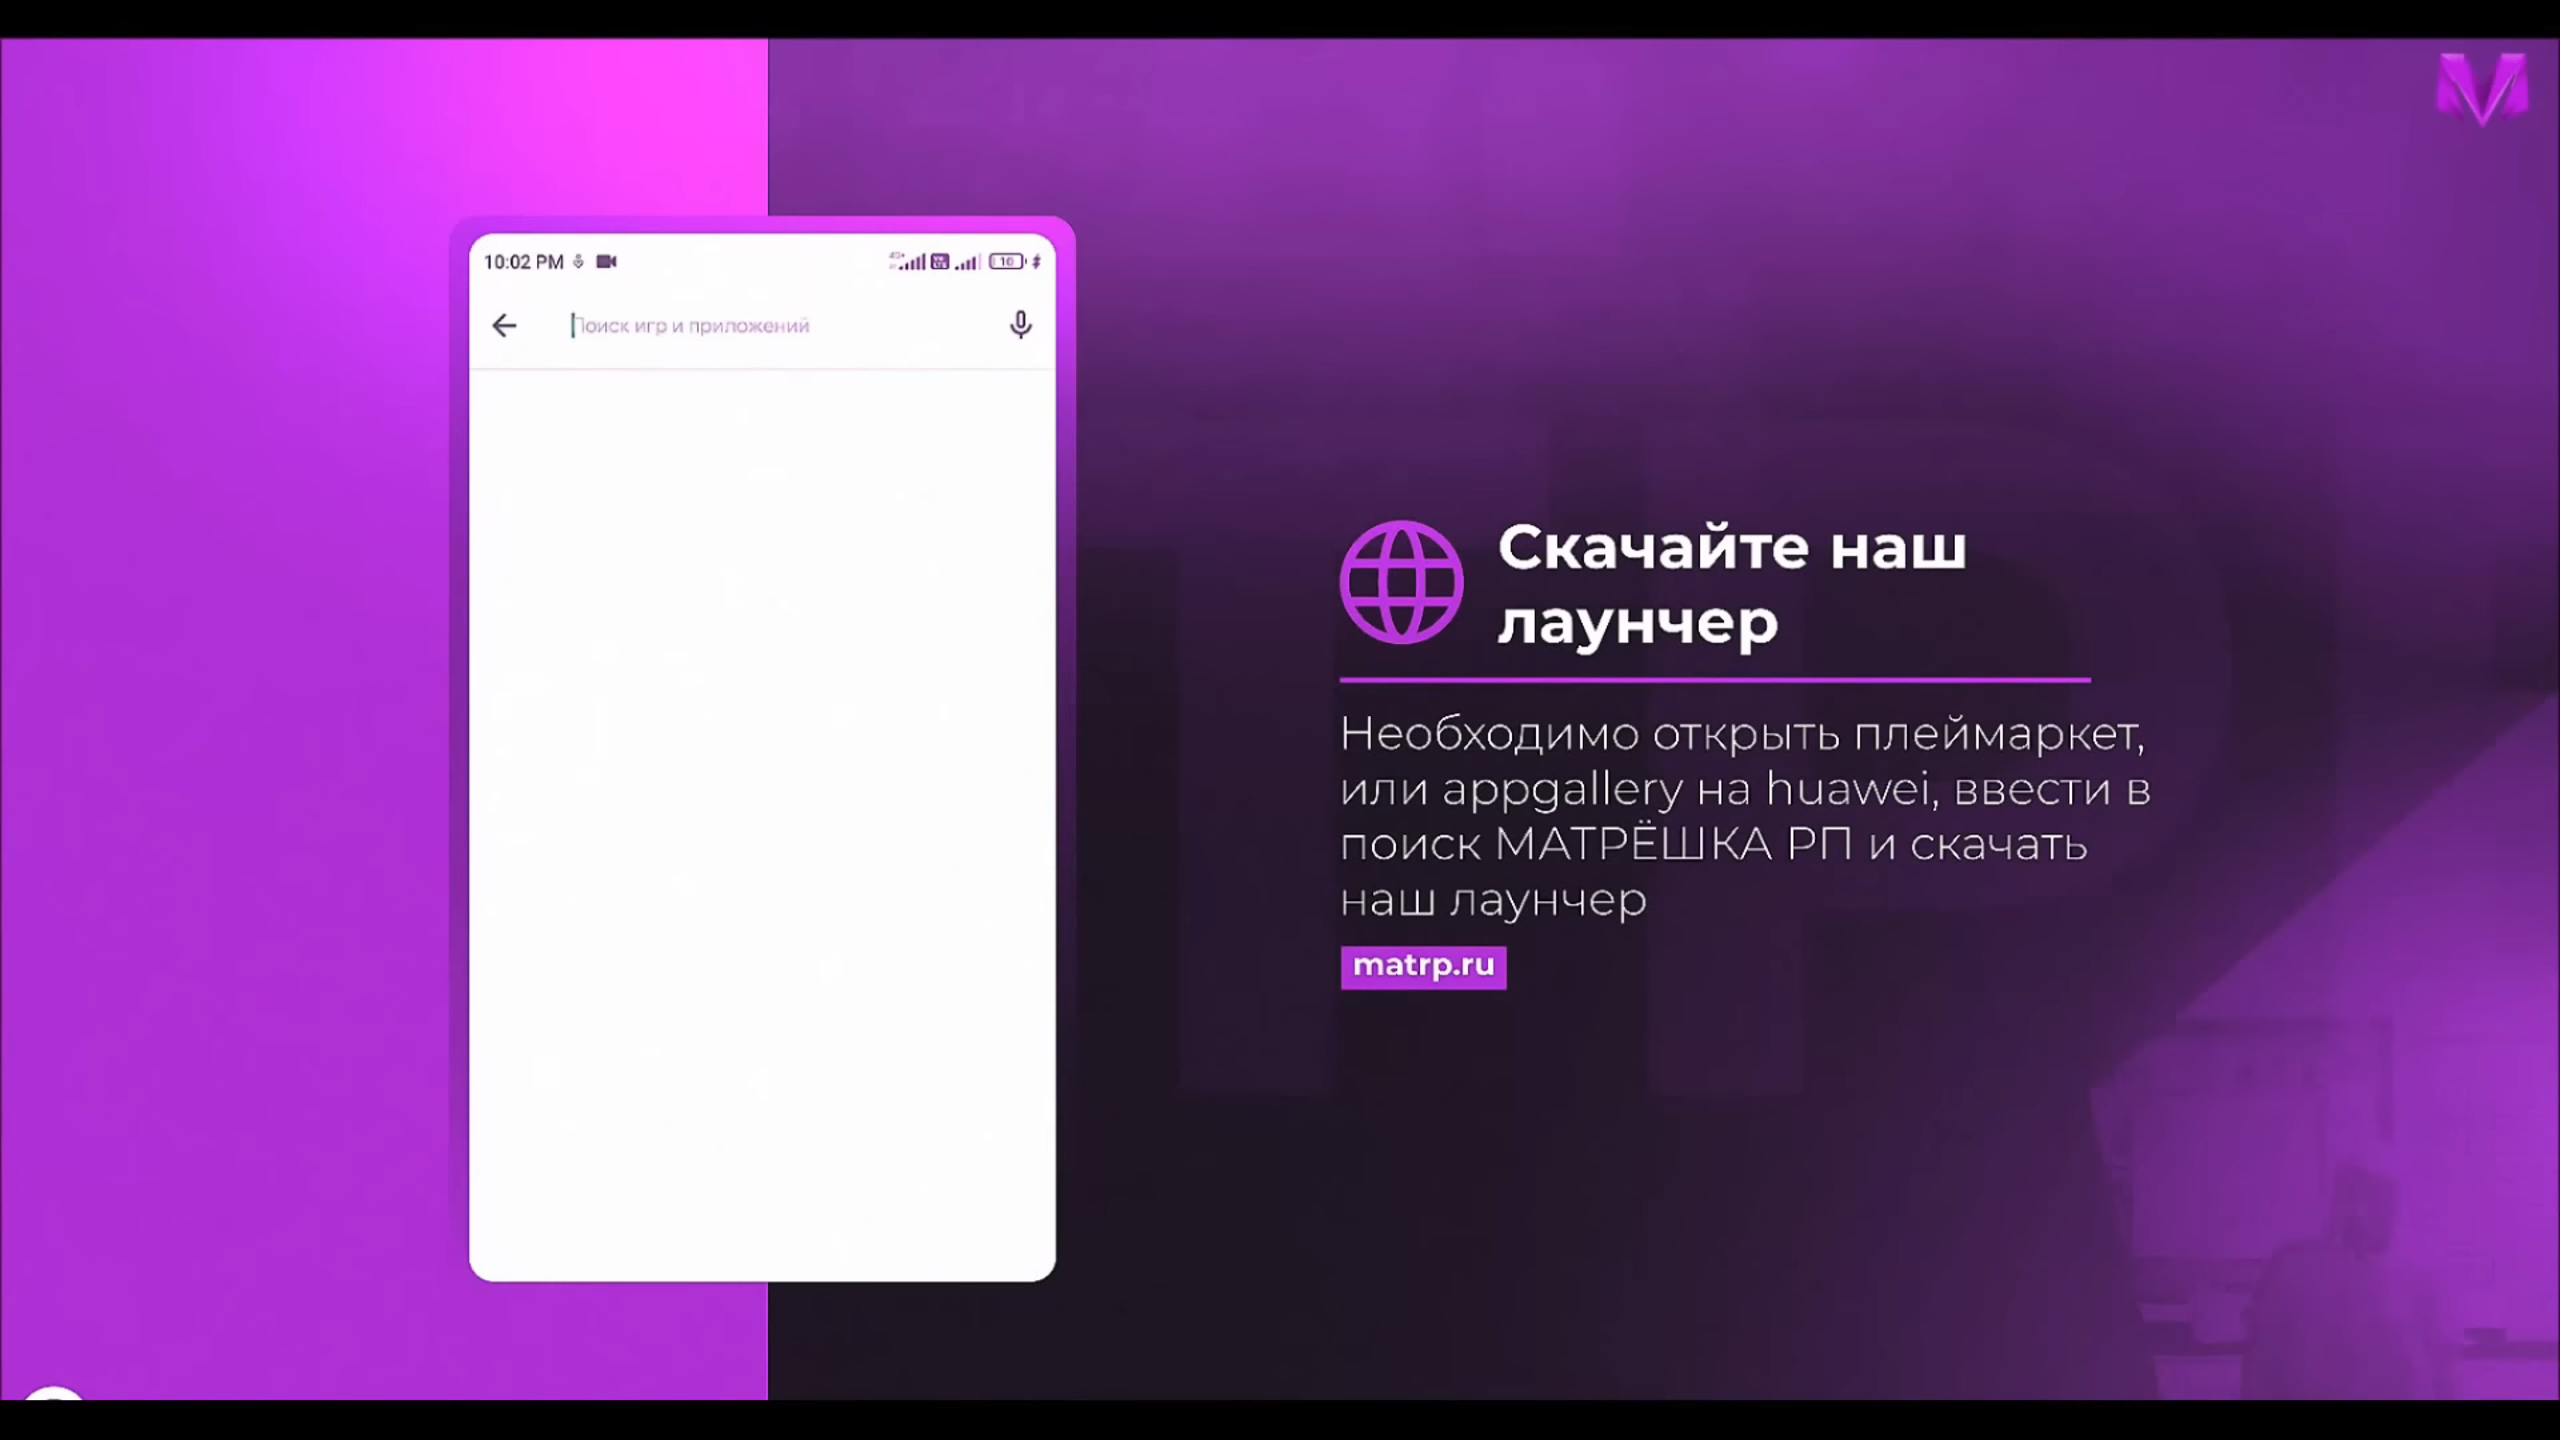 10:02 PM
10
Поиск игр и приложений
Скачайте наш
лаунчер
Необходимо открыть плеймаркет,
или appgallery на huawei, ввести в
поиск МАТРЁШКА РП и скачать
наш лаунчер
matrp.ru